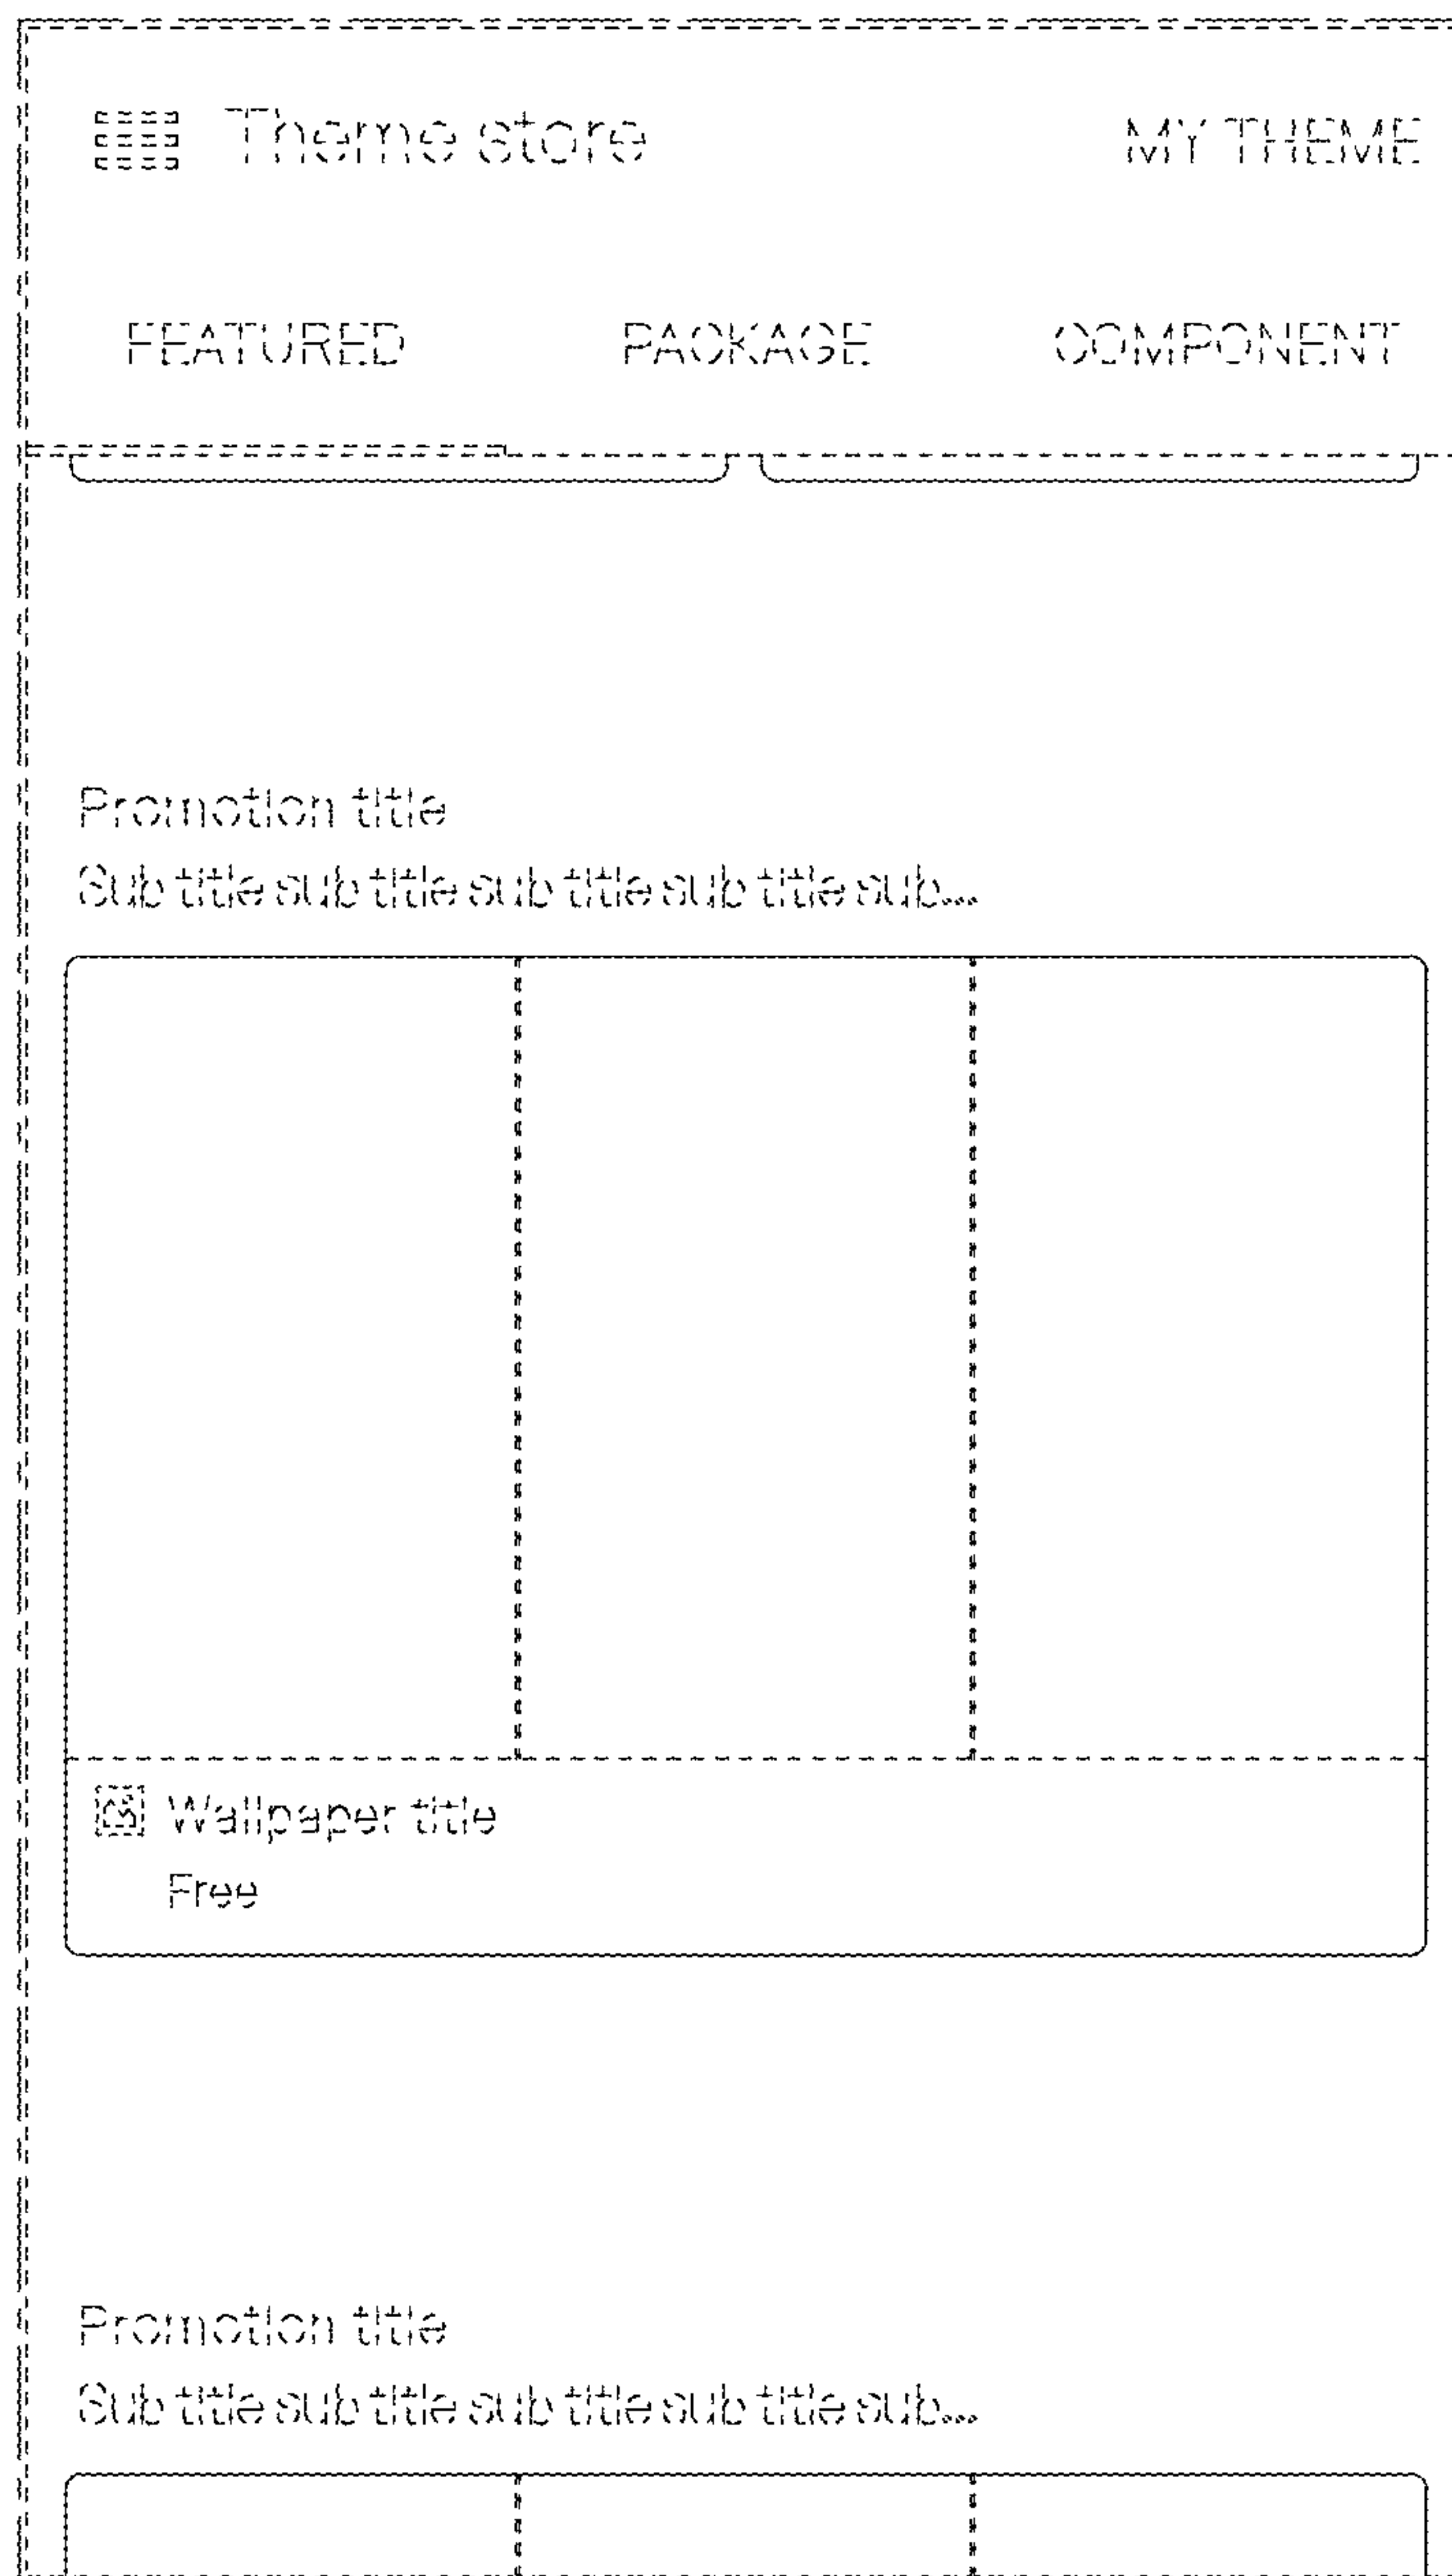 Theme store
MY THEME
FEATURED
PACKAGE
COMPONENT
Promotion title
Sub title sub title sub title sub title sub...
Wallpaper title
Free
Promotion title
Sub title sub title sub title sub title sub...